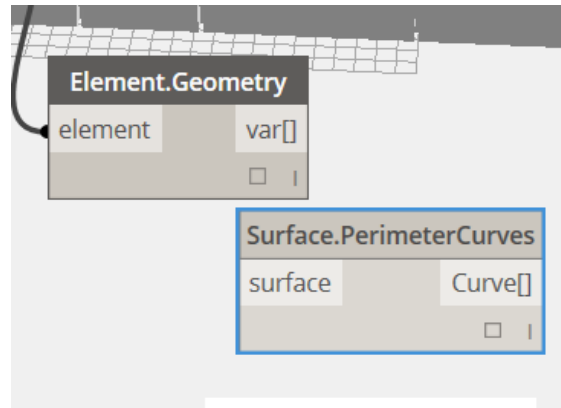 Element.Geometry
element var[]
Surface.PerimeterCurves
surface Curve[]